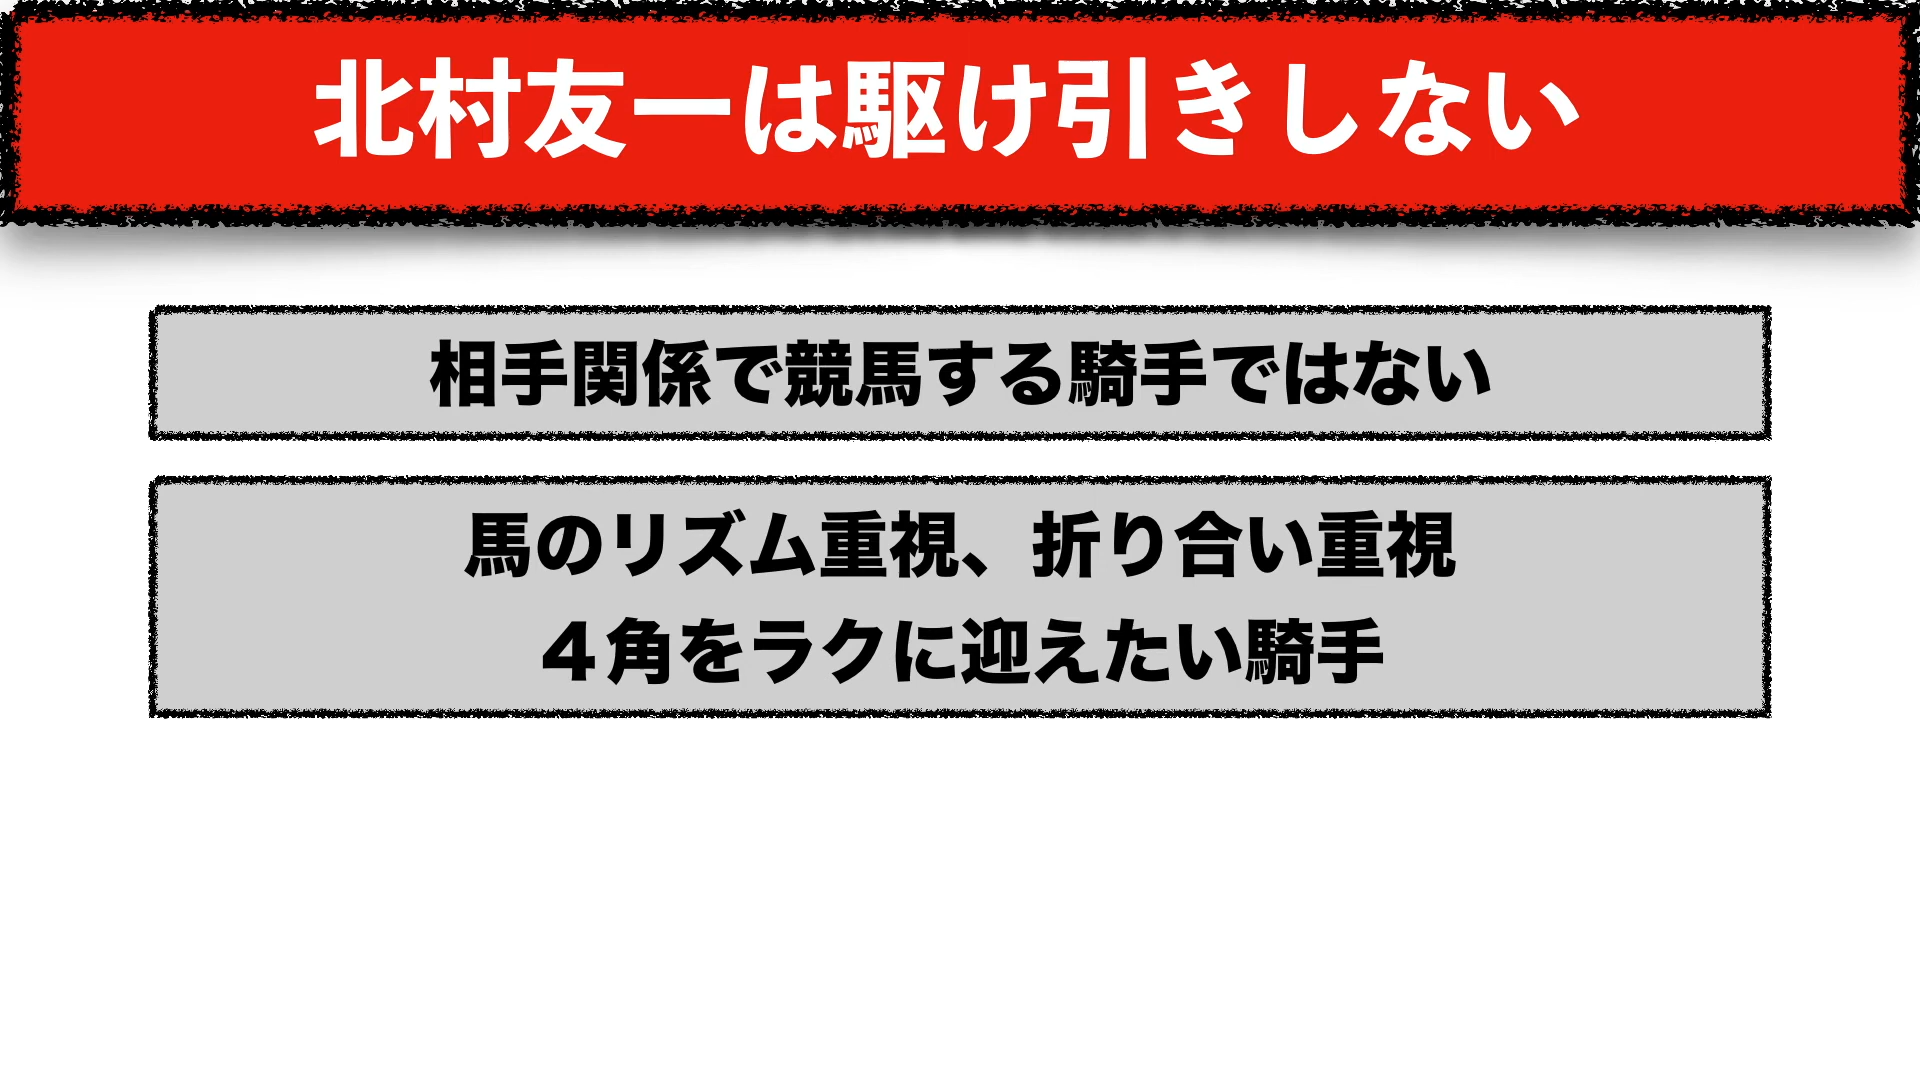 北村友一は駆け引きしない
相手関係で競馬する騎手ではない
馬のリズム重視、折り合い重視
４角をラクに迎えたい騎手